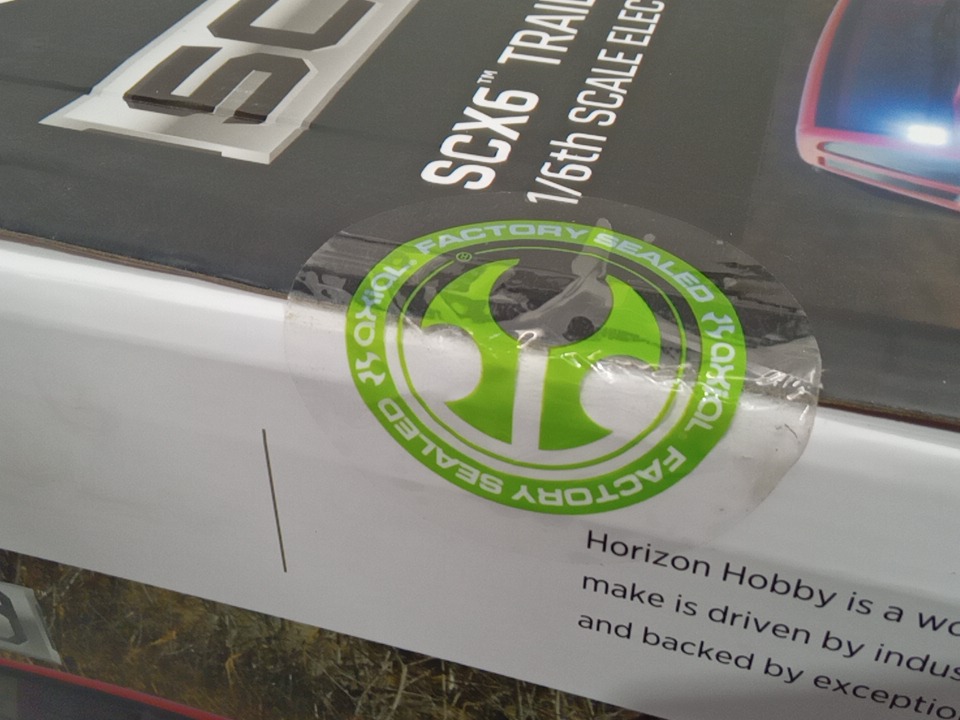 SCX6™ TRAIL
1/6th SCALE ELEC
FACTORY SEALED
axial
FACTORY SEALED
axial
®
Horizon Hobby is a wo
make is driven by indus
and backed by exceptio